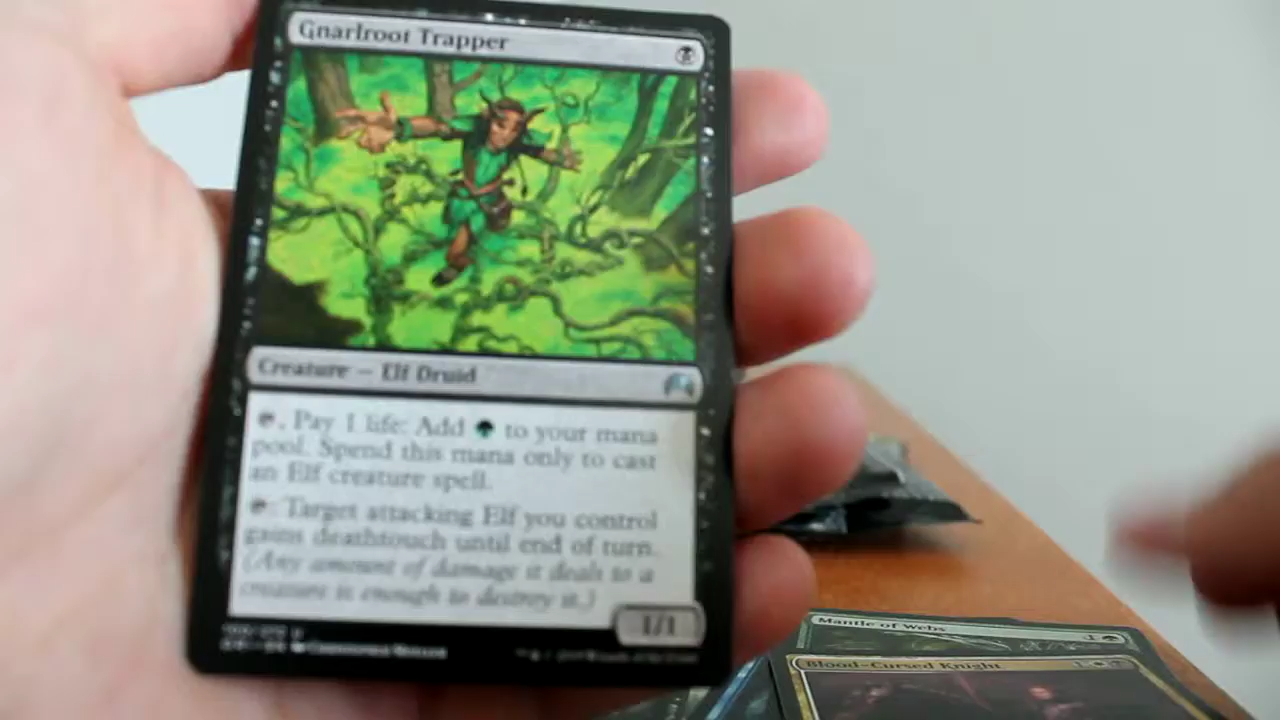 Gnarlroot Trapper
Creature — Elf Druid
, Pay 1 life: Add to your mana
pool. Spend this mana only to cast
an Elf creature spell.
: Target attacking Elf you control
gains deathtouch until end of turn.
(Any amount of damage it deals to a
creature is enough to destroy it.)
1/1
Mantle of Webs
1
Blood-Cursed Knight
1